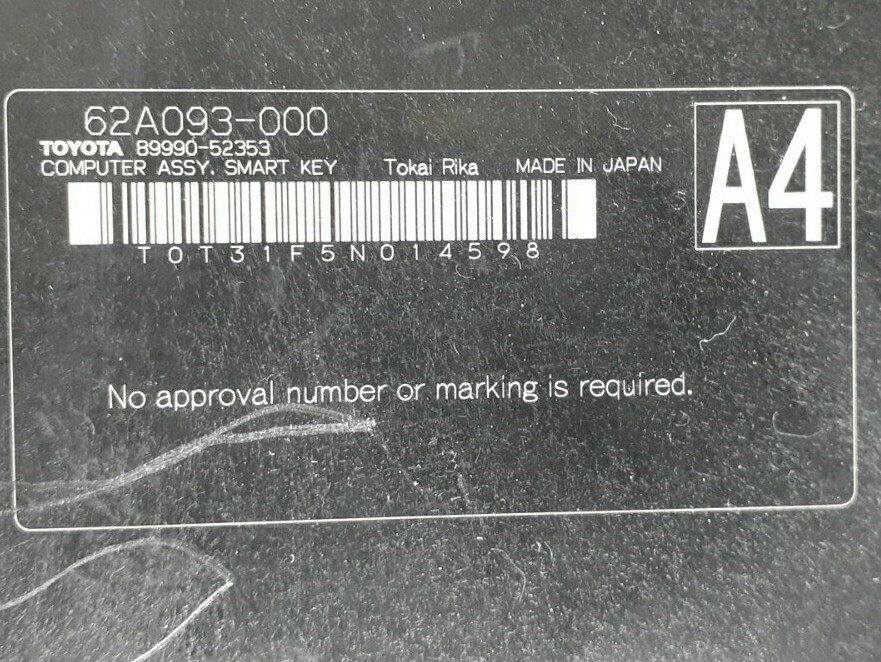 62A093-000
TOYOTA 89990-52353
COMPUTER ASSY, SMART KEY Tokai Rika MADE IN JAPAN
A4
T0T31F5N014598
No approval number or marking is required.